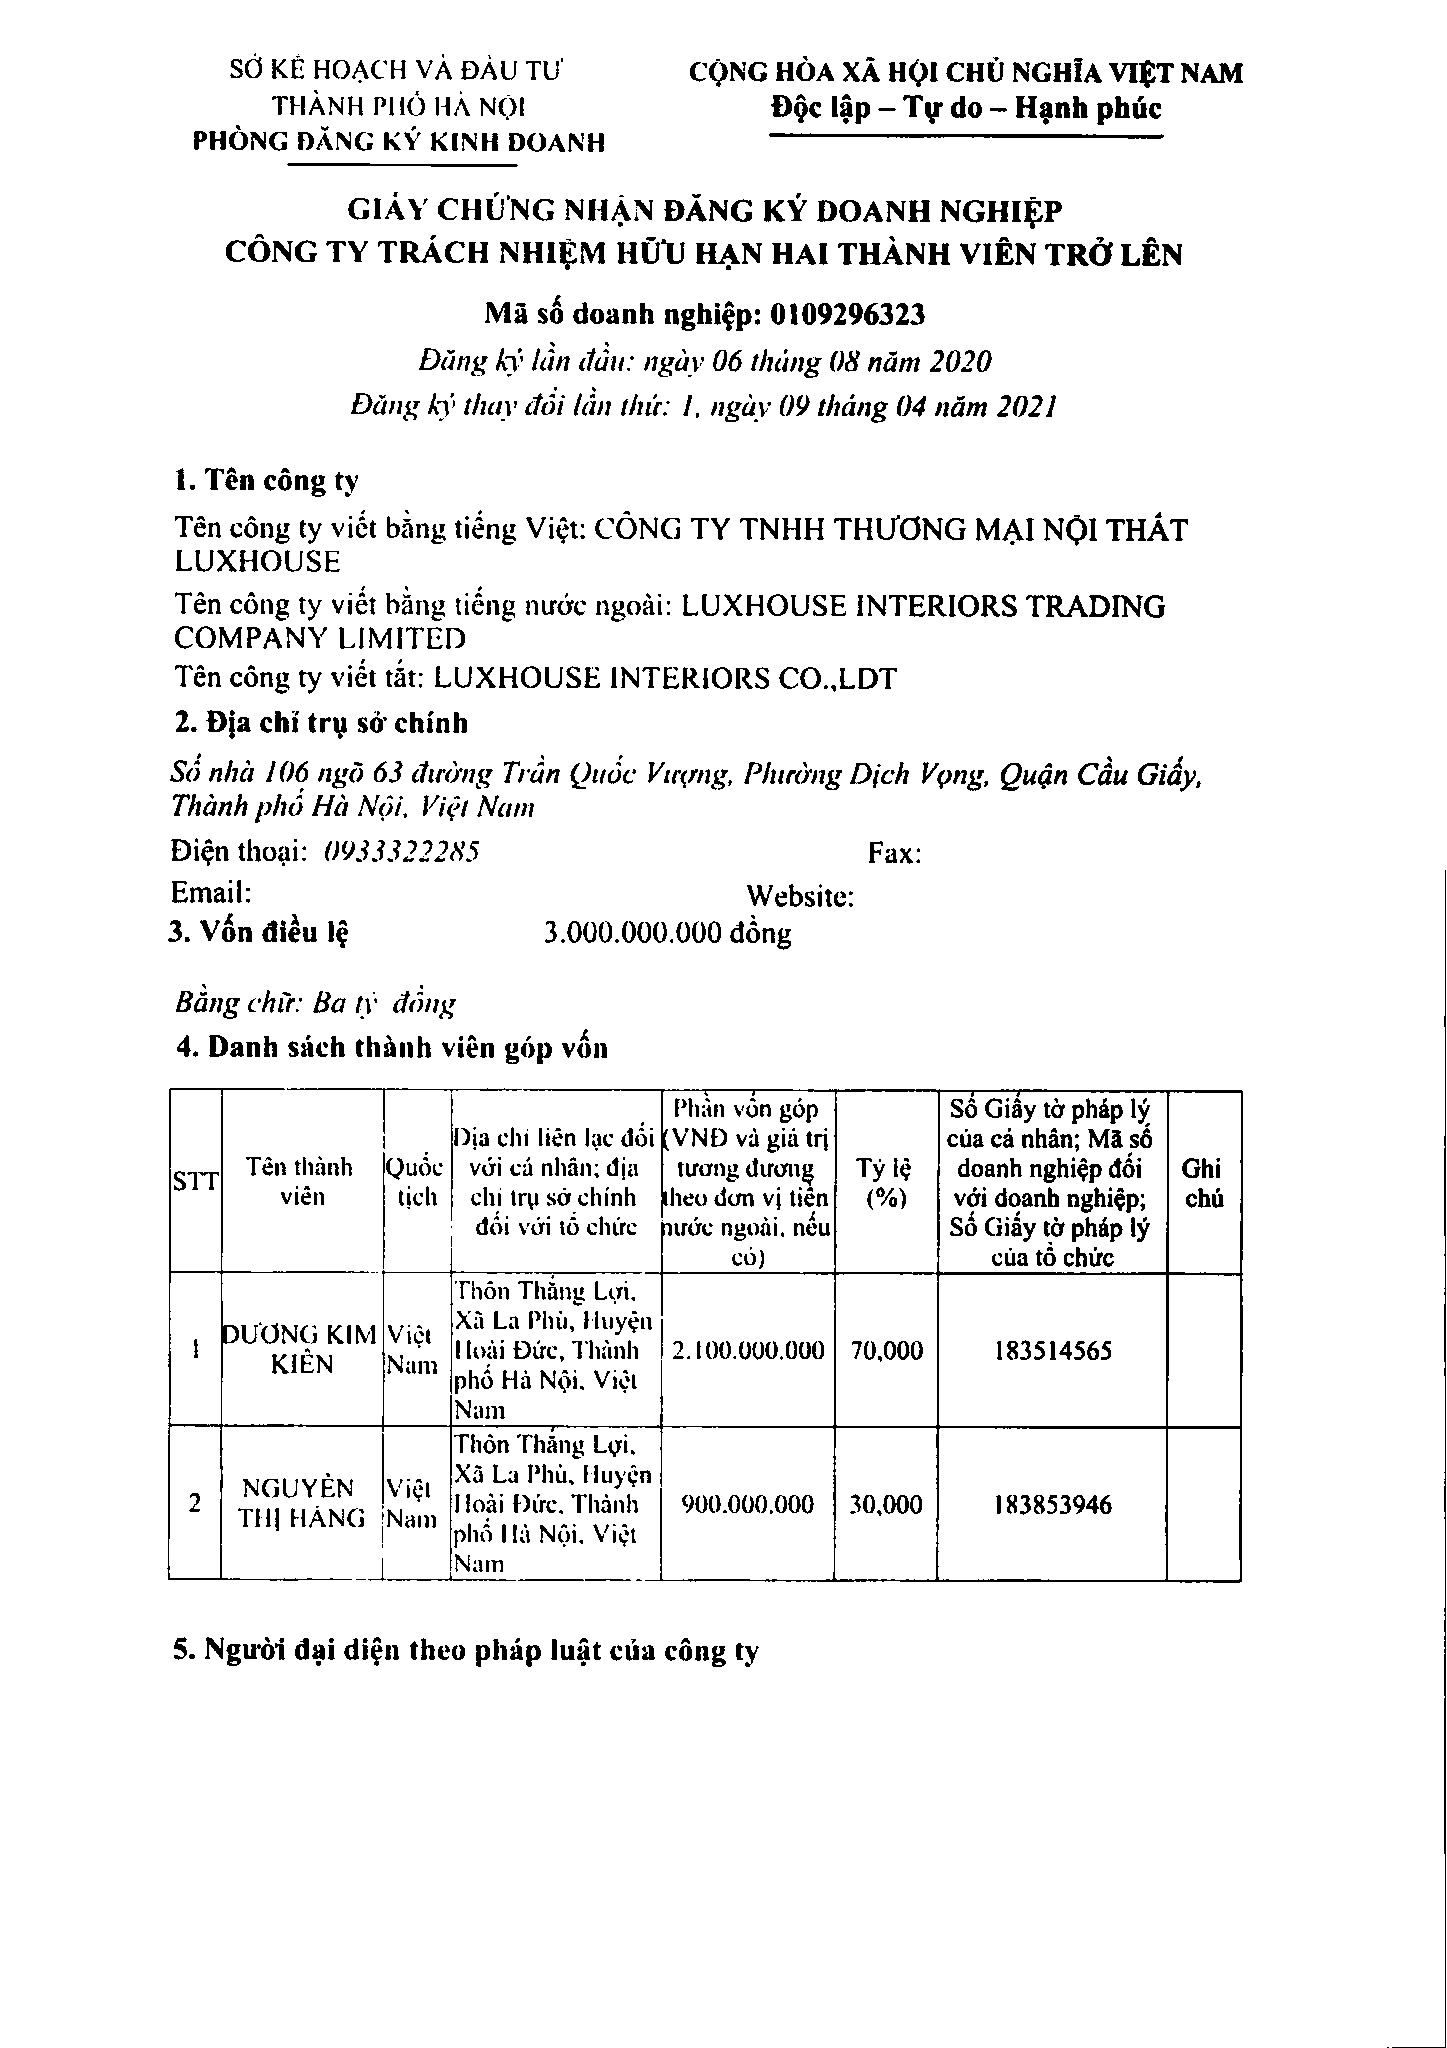 SỞ KẾ HOẠCH VÀ ĐẦU TƯ
THÀNH PHỐ HÀ NỘI
PHÒNG ĐĂNG KÝ KINH DOANH
CỘNG HÒA XÃ HỘI CHỦ NGHĨA VIỆT NAM
Độc lập – Tự do – Hạnh phúc
GIẤY CHỨNG NHẬN ĐĂNG KÝ DOANH NGHIỆP
CÔNG TY TRÁCH NHIỆM HỮU HẠN HAI THÀNH VIÊN TRỞ LÊN
Mã số doanh nghiệp: 0109296323
Đăng ký lần đầu: ngày 06 tháng 08 năm 2020
Đăng ký thay đổi lần thứ: 1, ngày 09 tháng 04 năm 2021
1. Tên công ty
Tên công ty viết bằng tiếng Việt: CÔNG TY TNHH THƯƠNG MẠI NỘI THẤT
LUXHOUSE
Tên công ty viết bằng tiếng nước ngoài: LUXHOUSE INTERIORS TRADING
COMPANY LIMITED
Tên công ty viết tắt: LUXHOUSE INTERIORS CO.,LDT
2. Địa chỉ trụ sở chính
Số nhà 106 ngõ 63 đường Trần Quốc Vượng, Phường Dịch Vọng, Quận Cầu Giấy,
Thành phố Hà Nội, Việt Nam
Điện thoại: 0933322285 Fax:
Email: Website:
3. Vốn điều lệ 3.000.000.000 đồng
Bằng chữ: Ba tỷ đồng
4. Danh sách thành viên góp vốn
STT
Tên thành
viên
Quốc
tịch
Địa chỉ liên lạc đối
với cá nhân; địa
chỉ trụ sở chính
đối với tổ chức
Phần vốn góp
(VNĐ và giá trị
tương đương
theo đơn vị tiền
nước ngoài, nếu
có)
Tỷ lệ
(%)
Số Giấy tờ pháp lý
của cá nhân; Mã số
doanh nghiệp đối
với doanh nghiệp;
Số Giấy tờ pháp lý
của tổ chức
Ghi
chú
1
DƯƠNG KIM
KIÊN
Việt
Nam
Thôn Thắng Lợi,
Xã La Phù, Huyện
Hoài Đức, Thành
phố Hà Nội, Việt
Nam
2.100.000.000
70,000
183514565
2
NGUYỄN
THỊ HẰNG
Việt
Nam
Thôn Thắng Lợi,
Xã La Phù, Huyện
Hoài Đức, Thành
phố Hà Nội, Việt
Nam
900.000.000
30,000
183853946
5. Người đại diện theo pháp luật của công ty